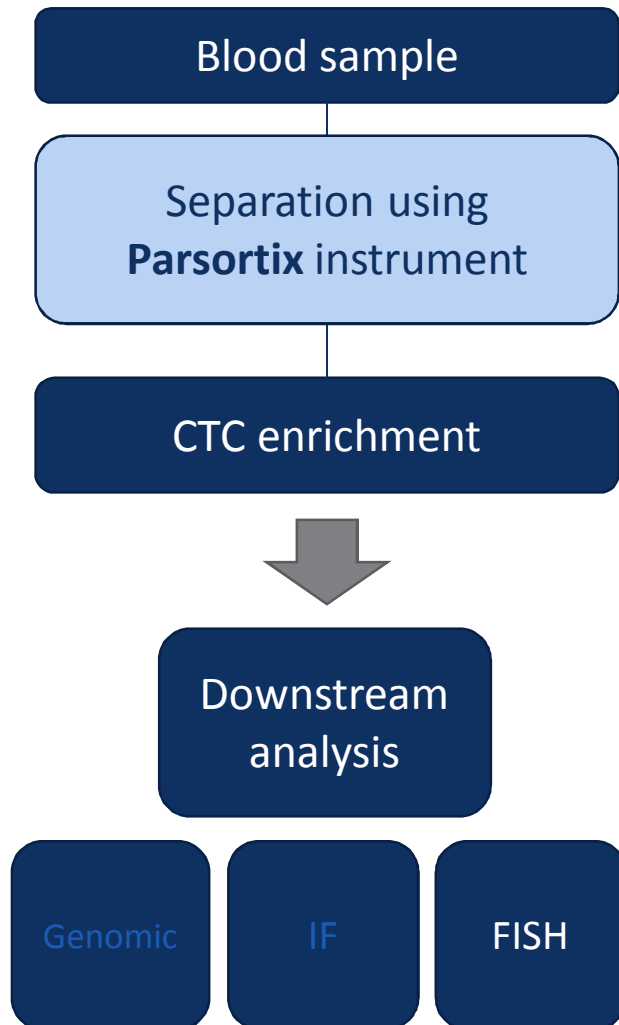 Blood sample
Separation using
Parsortix instrument
CTC enrichment
Downstream
analysis
Genomic
IF
FISH